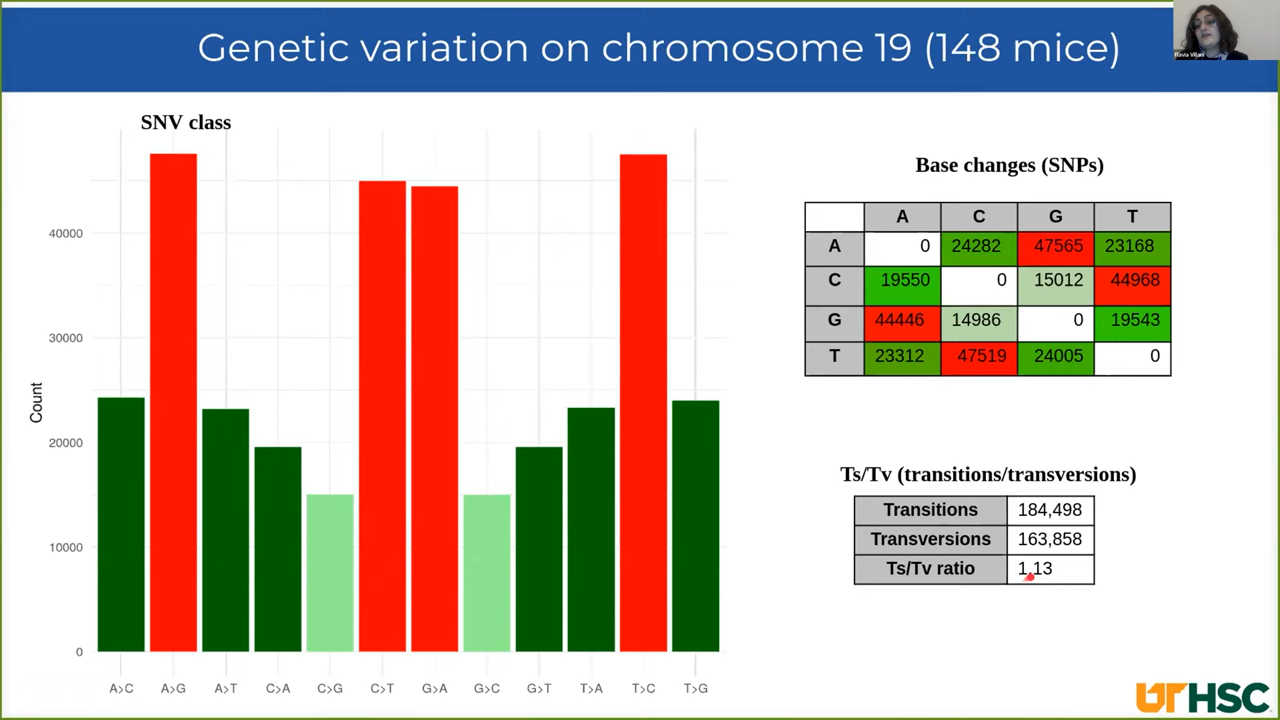 Genetic variation on chromosome 19 (148 mice)
Flavia Villani
SNV class
Count
40000
30000
20000
10000
0
A>C A>G A>T C>A C>G C>T G>A G>C G>T T>A T>C T>G
Base changes (SNPs)
A C G T
A 0 24282 47565 23168
C 19550 0 15012 44968
G 44446 14986 0 19543
T 23312 47519 24005 0
Ts/Tv (transitions/transversions)
Transitions 184,498
Transversions 163,858
Ts/Tv ratio 1.13
UTHSC